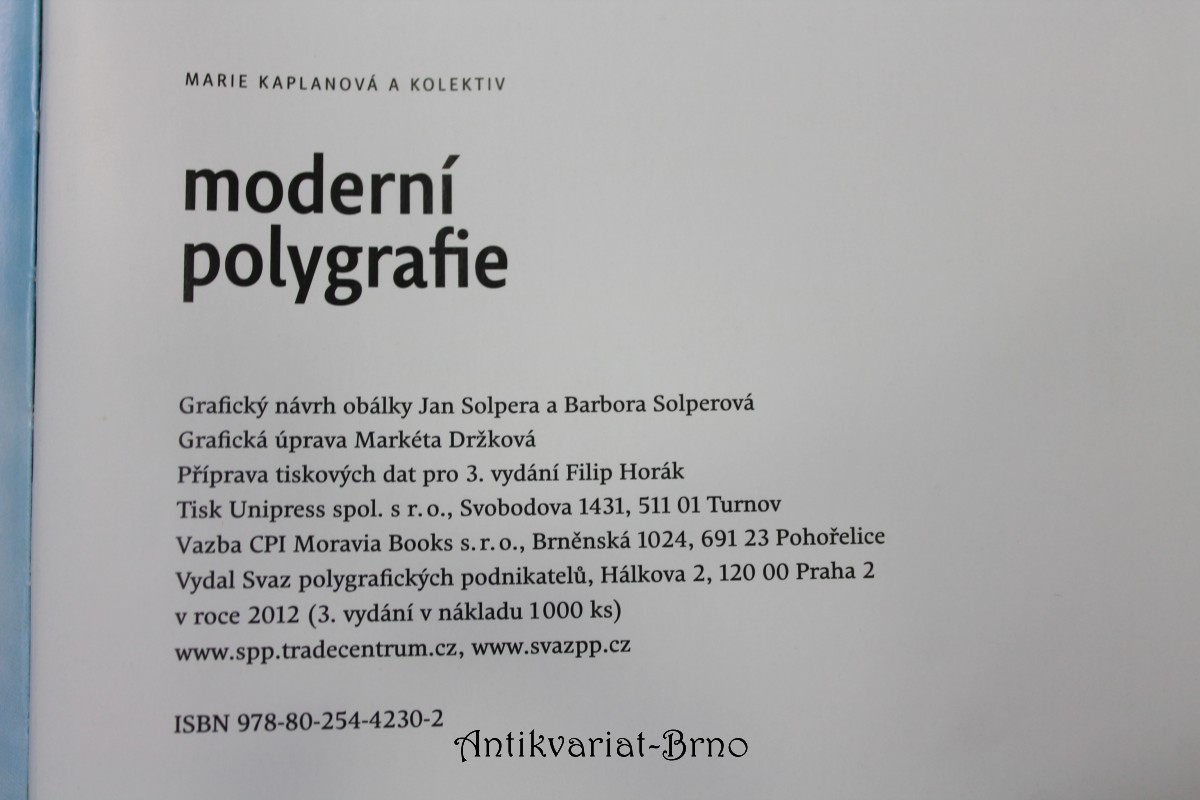 MARIE KAPLANOVÁ A KOLEKTIV
moderní
polygrafie
Grafický návrh obálky Jan Solpera a Barbora Solperová
Grafická úprava Markéta Držková
Příprava tiskových dat pro 3. vydání Filip Horák
Tisk Unipress spol. s r. o., Svobodova 1431, 511 01 Turnov
Vazba CPI Moravia Books s. r. o., Brněnská 1024, 691 23 Pohořelice
Vydal Svaz polygrafických podnikatelů, Hálkova 2, 120 00 Praha 2
v roce 2012 (3. vydání v nákladu 1000 ks)
www.spp.tradecentrum.cz, www.svazpp.cz
ISBN 978-80-254-4230-2
Antikvariat-Brno